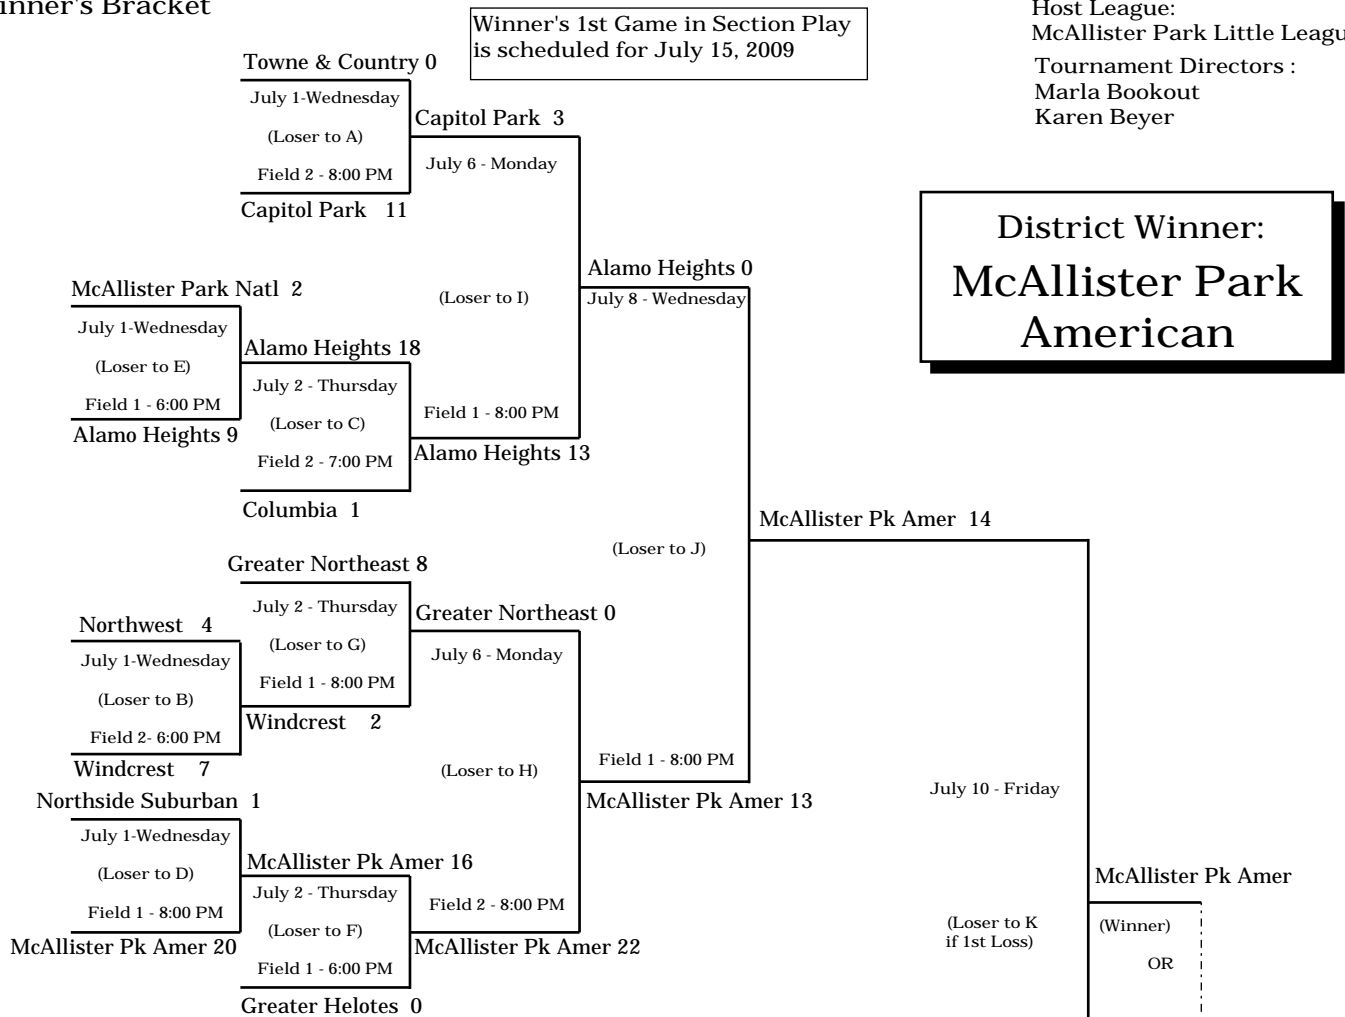 inner's Bracket
Winner's 1st Game in Section Play
is scheduled for July 15, 2009
Host League:
McAllister Park Little Leagu
Tournament Directors :
Marla Bookout
Karen Beyer
District Winner:
McAllister Park
American
Towne & Country 0
July 1-Wednesday
(Loser to A)
Field 2 - 8:00 PM
Capitol Park 11
Capitol Park 3
July 6 - Monday
(Loser to I)
Field 1 - 8:00 PM
Alamo Heights 13
McAllister Park Natl 2
July 1-Wednesday
(Loser to E)
Field 1 - 6:00 PM
Alamo Heights 9
Alamo Heights 18
July 2 - Thursday
(Loser to C)
Field 2 - 7:00 PM
Columbia 1
Alamo Heights 0
July 8 - Wednesday
(Loser to J)
Field 1 - 8:00 PM
McAllister Pk Amer 13
Greater Northeast 8
July 2 - Thursday
(Loser to G)
Field 1 - 8:00 PM
Windcrest 2
Northwest 4
July 1-Wednesday
(Loser to B)
Field 2- 6:00 PM
Windcrest 7
Greater Northeast 0
July 6 - Monday
(Loser to H)
Field 2 - 8:00 PM
McAllister Pk Amer 22
Northside Suburban 1
July 1-Wednesday
(Loser to D)
Field 1 - 8:00 PM
McAllister Pk Amer 20
McAllister Pk Amer 16
July 2 - Thursday
(Loser to F)
Field 1 - 6:00 PM
Greater Helotes 0
McAllister Pk Amer 14
July 10 - Friday
(Loser to K
if 1st Loss)
McAllister Pk Amer
(Winner)
OR